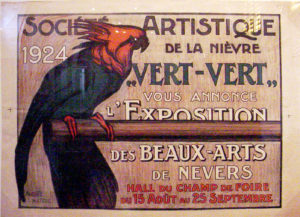 SOCIÉTÉ ARTISTIQUE
1924
DE LA NIÈVRE
„VERT-VERT„
VOUS ANNONCE
L'EXPOSITION
DES BEAUX-ARTS
DE NEVERS
HALL DU CHAMP DE FOIRE
DU 15 AOÛT AU 25 SEPTEMBRE